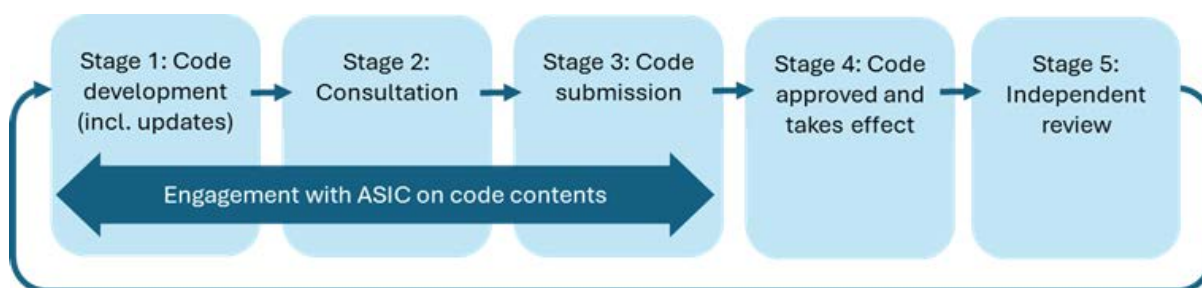 Stage 1: Code
development
(incl. updates)
Stage 2:
Consultation
Stage 3: Code
submission
Stage 4: Code
approved and
takes effect
Stage 5:
Independent
review
Engagement with ASIC on code contents